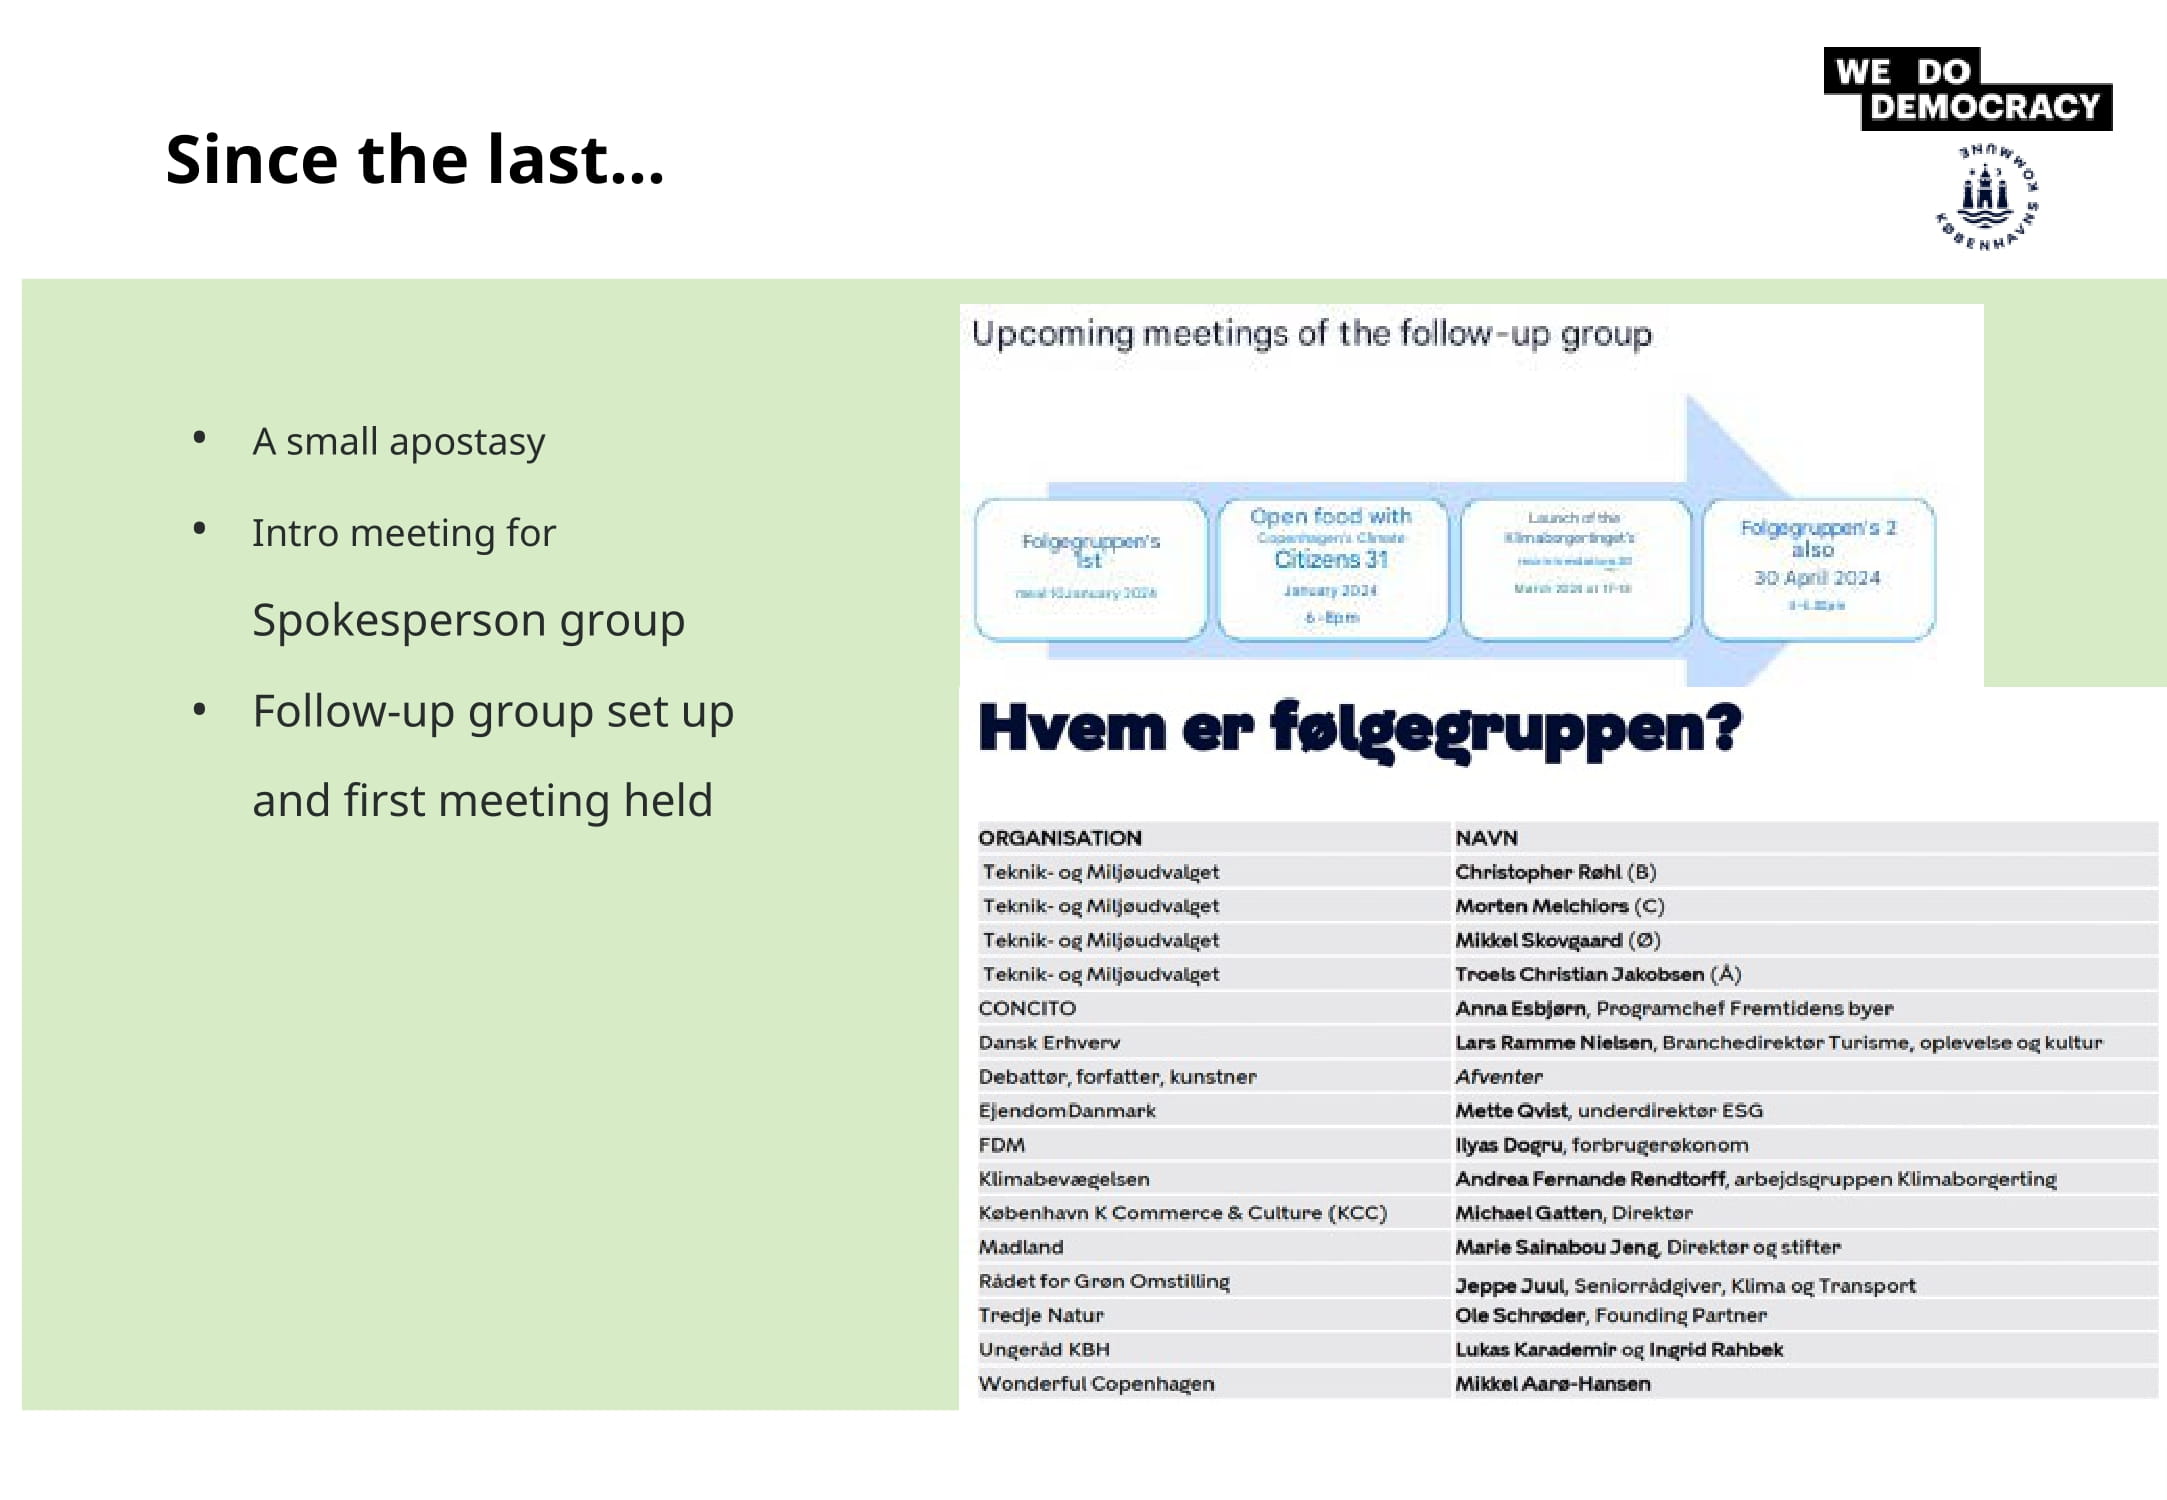 WE DO
DEMOCRACY
KØBENHAVNS KOMMUNE
Since the last...
• A small apostasy
• Intro meeting for
Spokesperson group
• Follow-up group set up
and first meeting held
Upcoming meetings of the follow-up group
Folgegruppen's
1st
January 2024
Open food with
Copenhagen's Climate
Citizens 31
January 2024
6-8pm
Launch of the
Klimaborgertinget's
March 2024 at 17-19
Folgegruppen's 2
also
30 April 2024
Hvem er følgegruppen?
ORGANISATION NAVN
Teknik- og Miljøudvalget Christopher Røhl (B)
Teknik- og Miljøudvalget Morten Melchiors (C)
Teknik- og Miljøudvalget Mikkel Skovgaard (Ø)
Teknik- og Miljøudvalget Troels Christian Jakobsen (Å)
CONCITO Anna Esbjørn, Programchef Fremtidens byer
Dansk Erhverv Lars Ramme Nielsen, Branchedirektør Turisme, oplevelse og kultur
Debattør, forfatter, kunstner Afventer
EjendomDanmark Mette Qvist, underdirektør ESG
FDM Ilyas Dogru, forbrugerøkonom
Klimabevægelsen Andrea Fernande Rendtorff, arbejdsgruppen Klimaborgerting
København K Commerce & Culture (KCC) Michael Gatten, Direktør
Madland Marie Sainabou Jeng, Direktør og stifter
Rådet for Grøn Omstilling Jeppe Juul, Seniorrådgiver, Klima og Transport
Tredje Natur Ole Schrøder, Founding Partner
Ungeråd KBH Lukas Karademir og Ingrid Rahbek
Wonderful Copenhagen Mikkel Aarø-Hansen